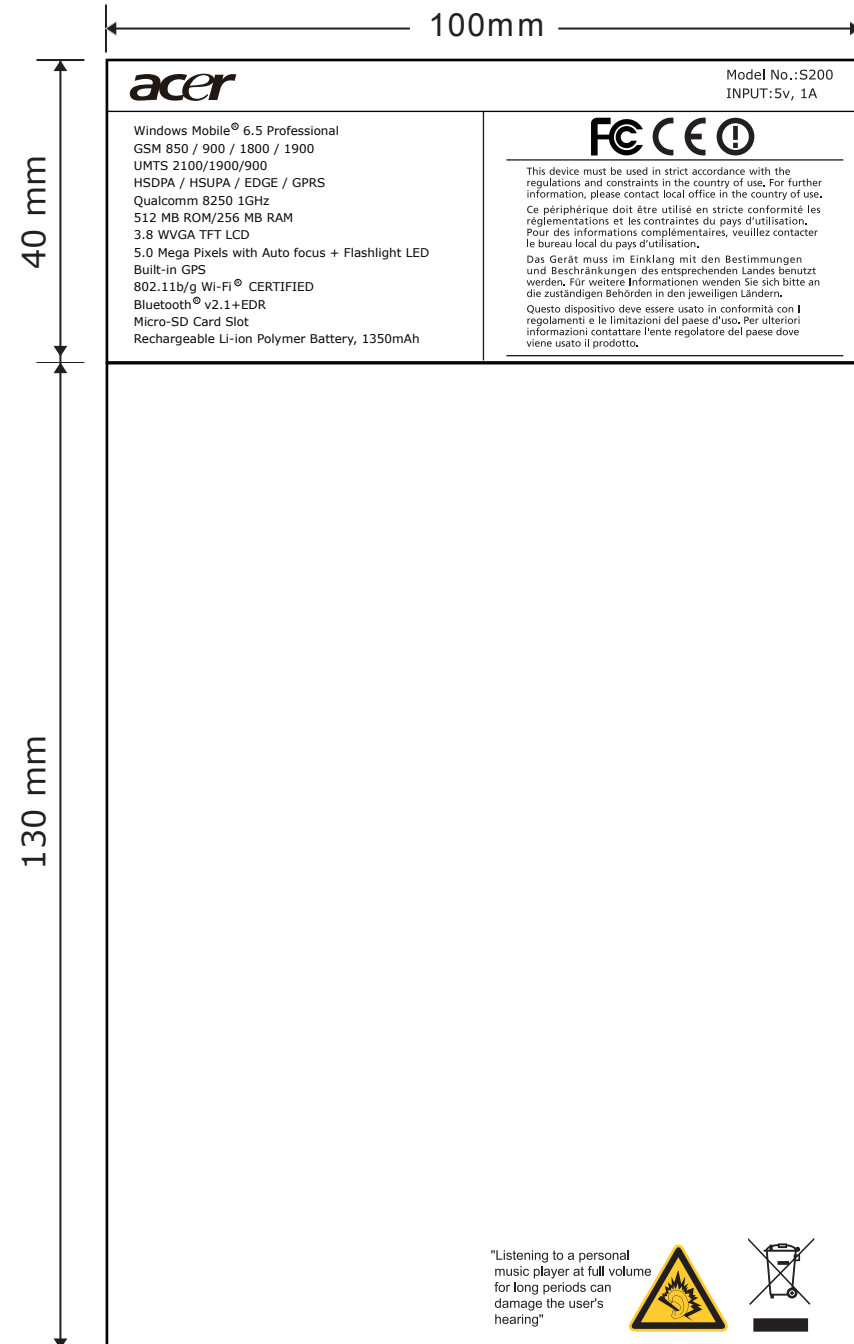 100mm
acer
Model No.:S200
INPUT:5v, 1A
40 mm
Windows Mobile® 6.5 Professional
GSM 850 / 900 / 1800 / 1900
UMTS 2100/1900/900
HSDPA / HSUPA / EDGE / GPRS
Qualcomm 8250 1GHz
512 MB ROM/256 MB RAM
3.8 WVGA TFT LCD
5.0 Mega Pixels with Auto focus + Flashlight LED
Built-in GPS
802.11b/g Wi-Fi® CERTIFIED
Bluetooth® v2.1+EDR
Micro-SD Card Slot
Rechargeable Li-ion Polymer Battery, 1350mAh
FC CE
This device must be used in strict accordance with the
regulations and constraints in the country of use. For further
information, please contact local office in the country of use.
Ce périphérique doit être utilisé en stricte conformité les
réglementations et les contraintes du pays d'utilisation.
Pour des informations complémentaires, veuillez contacter
le bureau local du pays d'utilisation.
Das Gerät muss im Einklang mit den Bestimmungen
und Beschränkungen des entsprechenden Landes benutzt
werden. Für weitere Informationen wenden Sie sich bitte an
die zuständigen Behörden in den jeweiligen Ländern.
Questo dispositivo deve essere usato in conformità con I
regolamenti e le limitazioni del paese d'uso. Per ulteriori
informazioni contattare l'ente regolatore del paese dove
viene usato il prodotto.
130 mm
"Listening to a personal
music player at full volume
for long periods can
damage the user's
hearing"